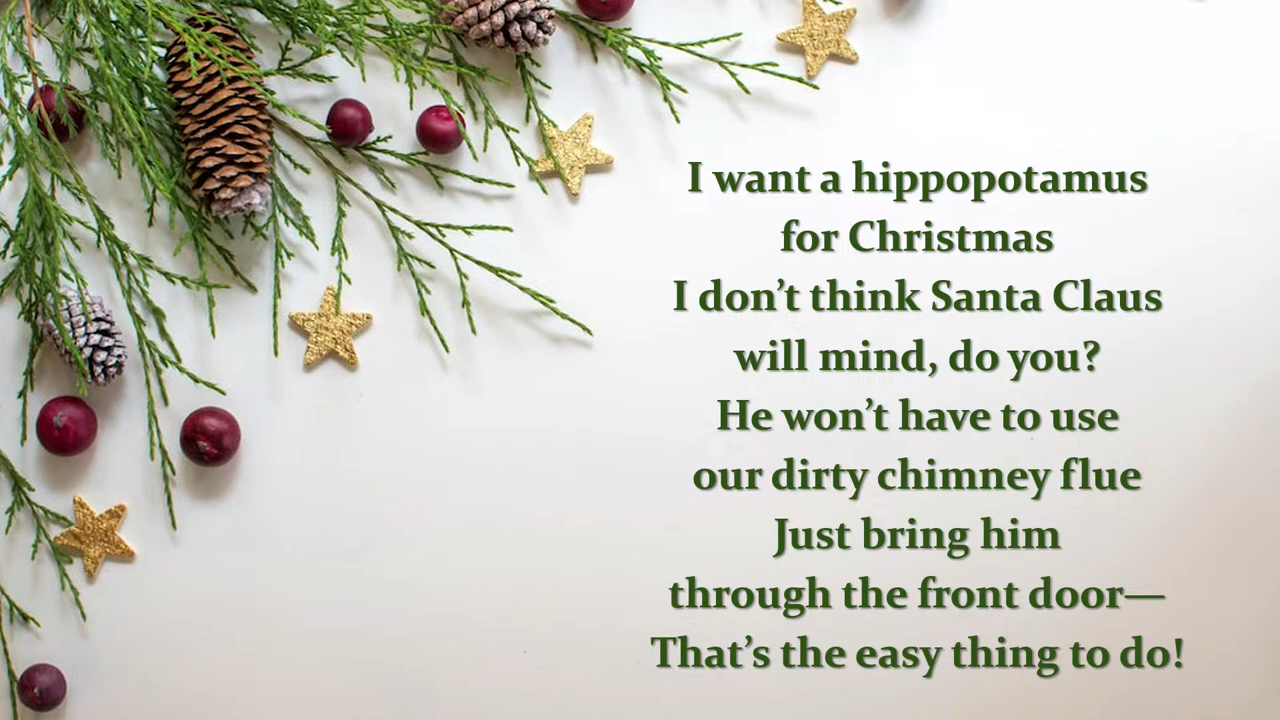 I want a hippopotamus
for Christmas
I don’t think Santa Claus
will mind, do you?
He won’t have to use
our dirty chimney flue
Just bring him
through the front door—
That’s the easy thing to do!